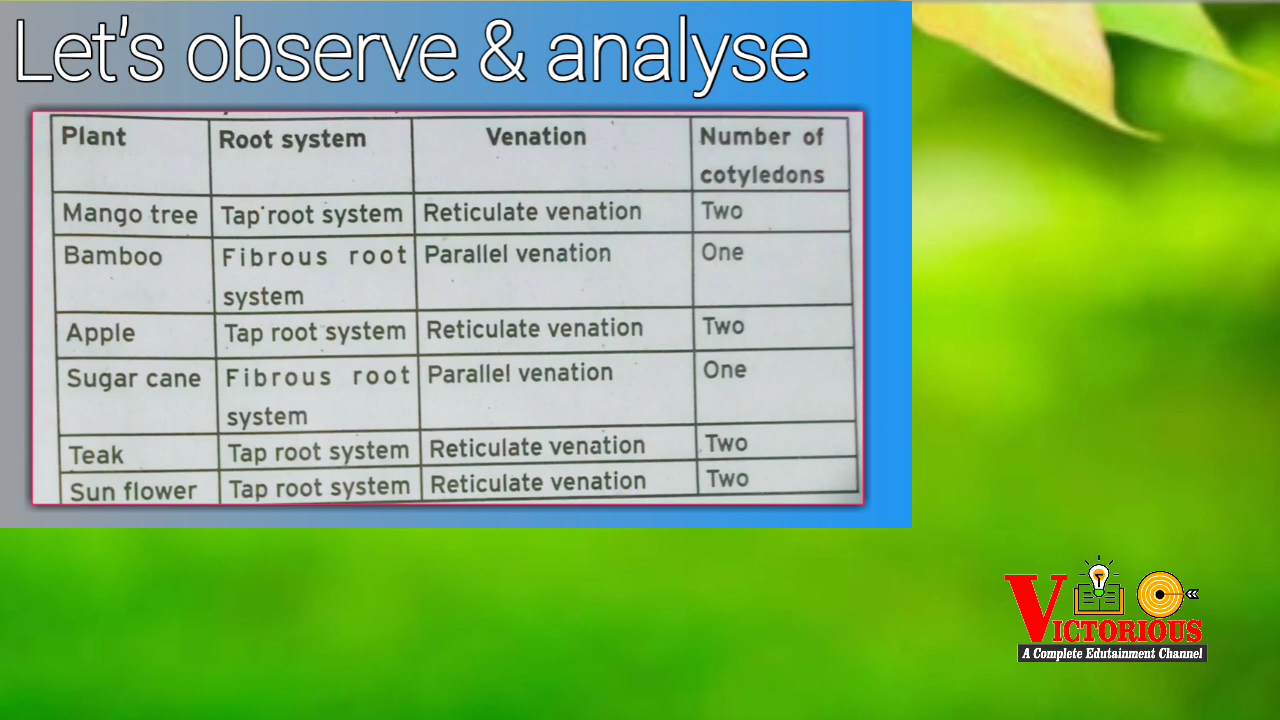 Let's observe & analyse
Plant Root system Venation Number of
cotyledons
Mango tree Tap root system Reticulate venation Two
Bamboo Fibrous root Parallel venation One
system
Apple Tap root system Reticulate venation Two
Sugar cane Fibrous root Parallel venation One
system
Teak Tap root system Reticulate venation Two
Sun flower Tap root system Reticulate venation Two
VICTORIOUS
A Complete Edutainment Channel